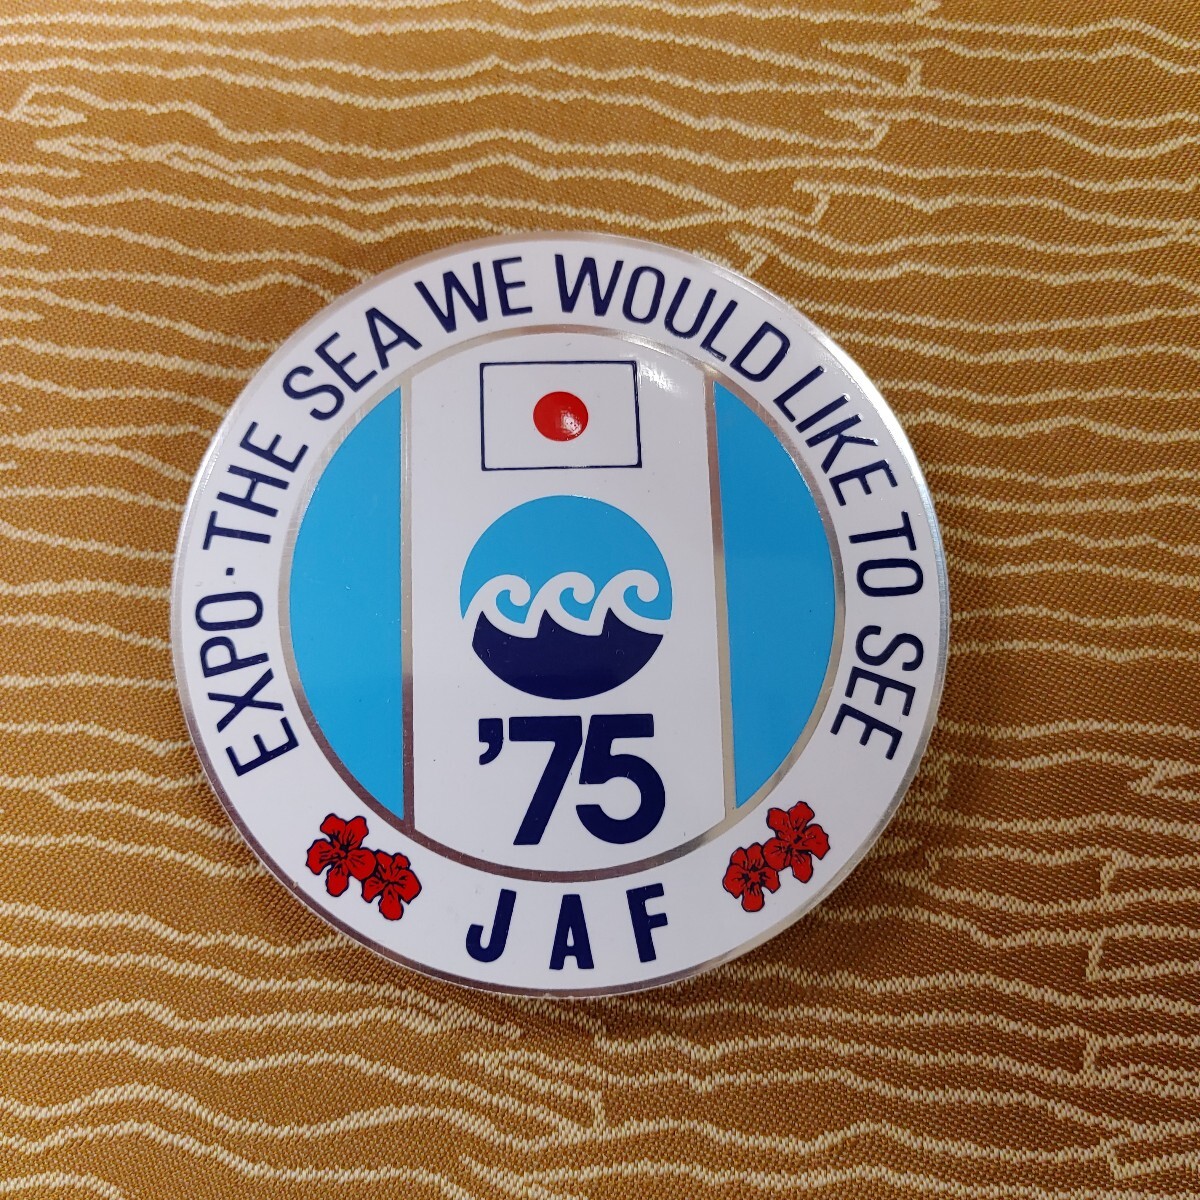 EXPO · THE SEA WE WOULD LIKE TO SEE
'75
JAF